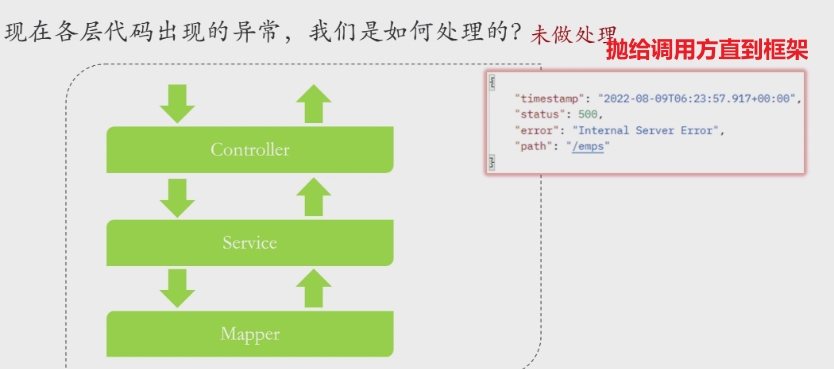 现在各层代码出现的异常，我们是如何处理的？未做处理
抛给调用方直到框架
{
"timestamp": "2022-08-09T06:23:57.917+00:00",
"status": 500,
"error": "Internal Server Error",
"path": "/emps"
}
Controller
Service
Mapper